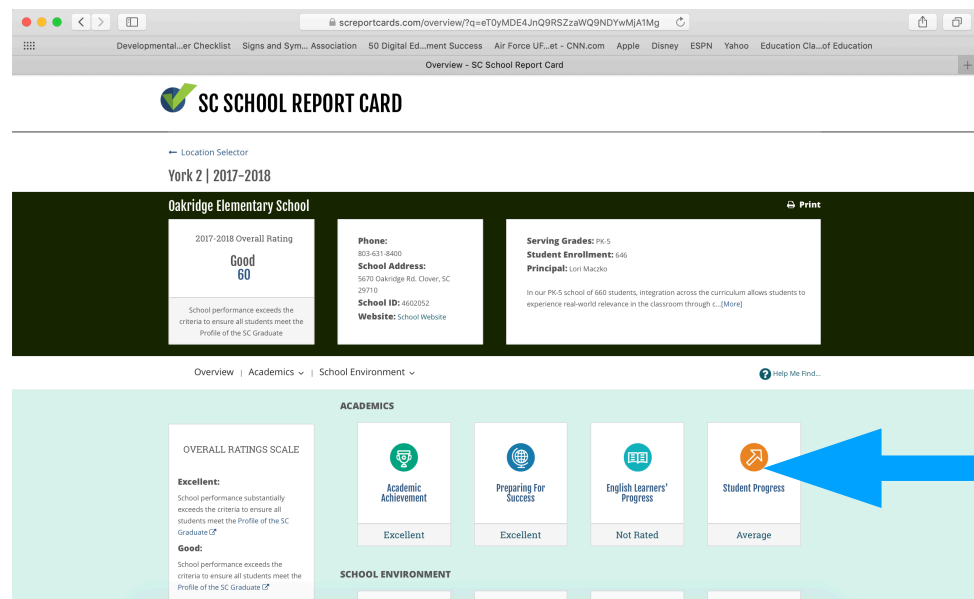 screportcards.com/overview/?q=eT0yMDE4JnQ9RSZzaWQ9NDYwMjA1Mg
Developmental...er Checklist Signs and Sym... Association 50 Digital Ed...ment Success Air Force UF...et - CNN.com Apple Disney ESPN Yahoo Education Cla...of Education
Overview - SC School Report Card
SC SCHOOL REPORT CARD
← Location Selector
York 2 | 2017-2018
Oakridge Elementary School
Print
2017-2018 Overall Rating
Good
60
School performance exceeds the
criteria to ensure all students meet the
Profile of the SC Graduate
Phone:
803-631-8400
School Address:
5670 Oakridge Rd. Clover, SC
29710
School ID: 4602052
Website: School Website
Serving Grades: PK-5
Student Enrollment: 646
Principal: Lori Maczko
In our PK-5 school of 660 students, integration across the curriculum allows students to
experience real-world relevance in the classroom through c...[More]
Overview | Academics | School Environment
? Help Me Find...
OVERALL RATINGS SCALE
Excellent:
School performance substantially
exceeds the criteria to ensure all
students meet the Profile of the SC
Graduate
Good:
School performance exceeds the
criteria to ensure all students meet the
Profile of the SC Graduate
ACADEMICS
Academic
Achievement
Excellent
Preparing For
Success
Excellent
English Learners'
Progress
Not Rated
Student Progress
Average
SCHOOL ENVIRONMENT